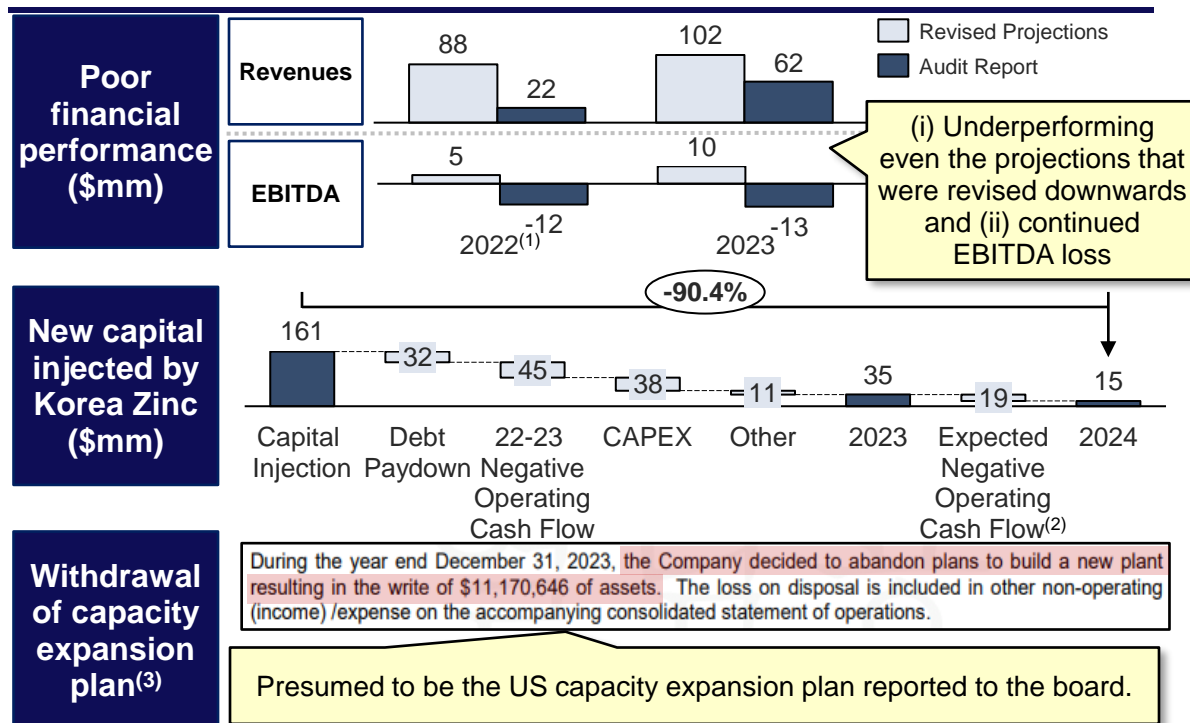 Poor
financial
performance
($mm)
Revenues
88
22
102
62
Revised Projections
Audit Report
EBITDA
5
-12
10
-13
2022(1)
2023
(i) Underperforming
even the projections that
were revised downwards
and (ii) continued
EBITDA loss
New capital
injected by
Korea Zinc
($mm)
-90.4%
161
32
45
38
11
35
19
15
Capital
Injection
Debt
Paydown
22-23
Negative
Operating
Cash Flow
CAPEX
Other
2023
Expected
Negative
Operating
Cash Flow(2)
2024
Withdrawal
of capacity
expansion
plan(3)
During the year end December 31, 2023, the Company decided to abandon plans to build a new plant
resulting in the write of $11,170,646 of assets. The loss on disposal is included in other non-operating
(income) /expense on the accompanying consolidated statement of operations.
Presumed to be the US capacity expansion plan reported to the board.